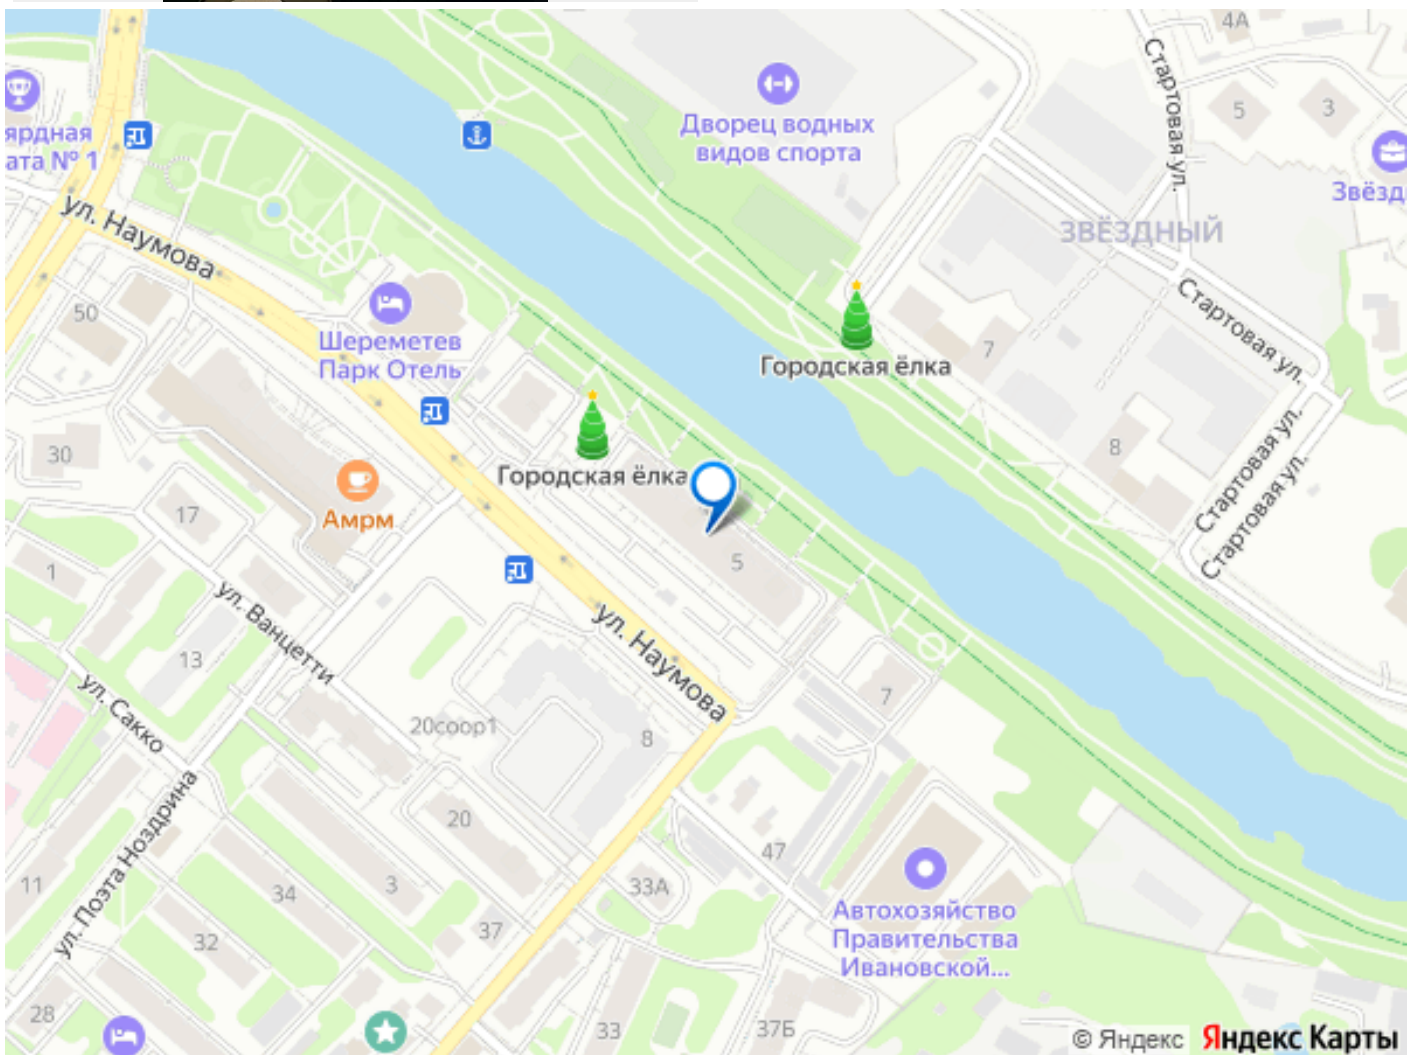 4А
Стартовая ул.
5
3
ярдная
ата № 1
Дворец водных
видов спорта
7
Звёзд
ул. Наумова
ЗВЁЗДНЫЙ
50
Шереметев
Парк Отель
Стартовая ул.
7
Городская ёлка
30
Городская ёлка
8
Стартовая ул.
Стартовая ул.
17
Амрм
1
5
ул. Ванцетти
ул. Наумова
13
ул. Сакко
7
20соор1
8
20
47
ул. Поэта Ноздрина
11
34
3
33А
37
32
Автохозяйство
Правительства
Ивановской...
28
33
37Б
© Яндекс Яндекс Карты